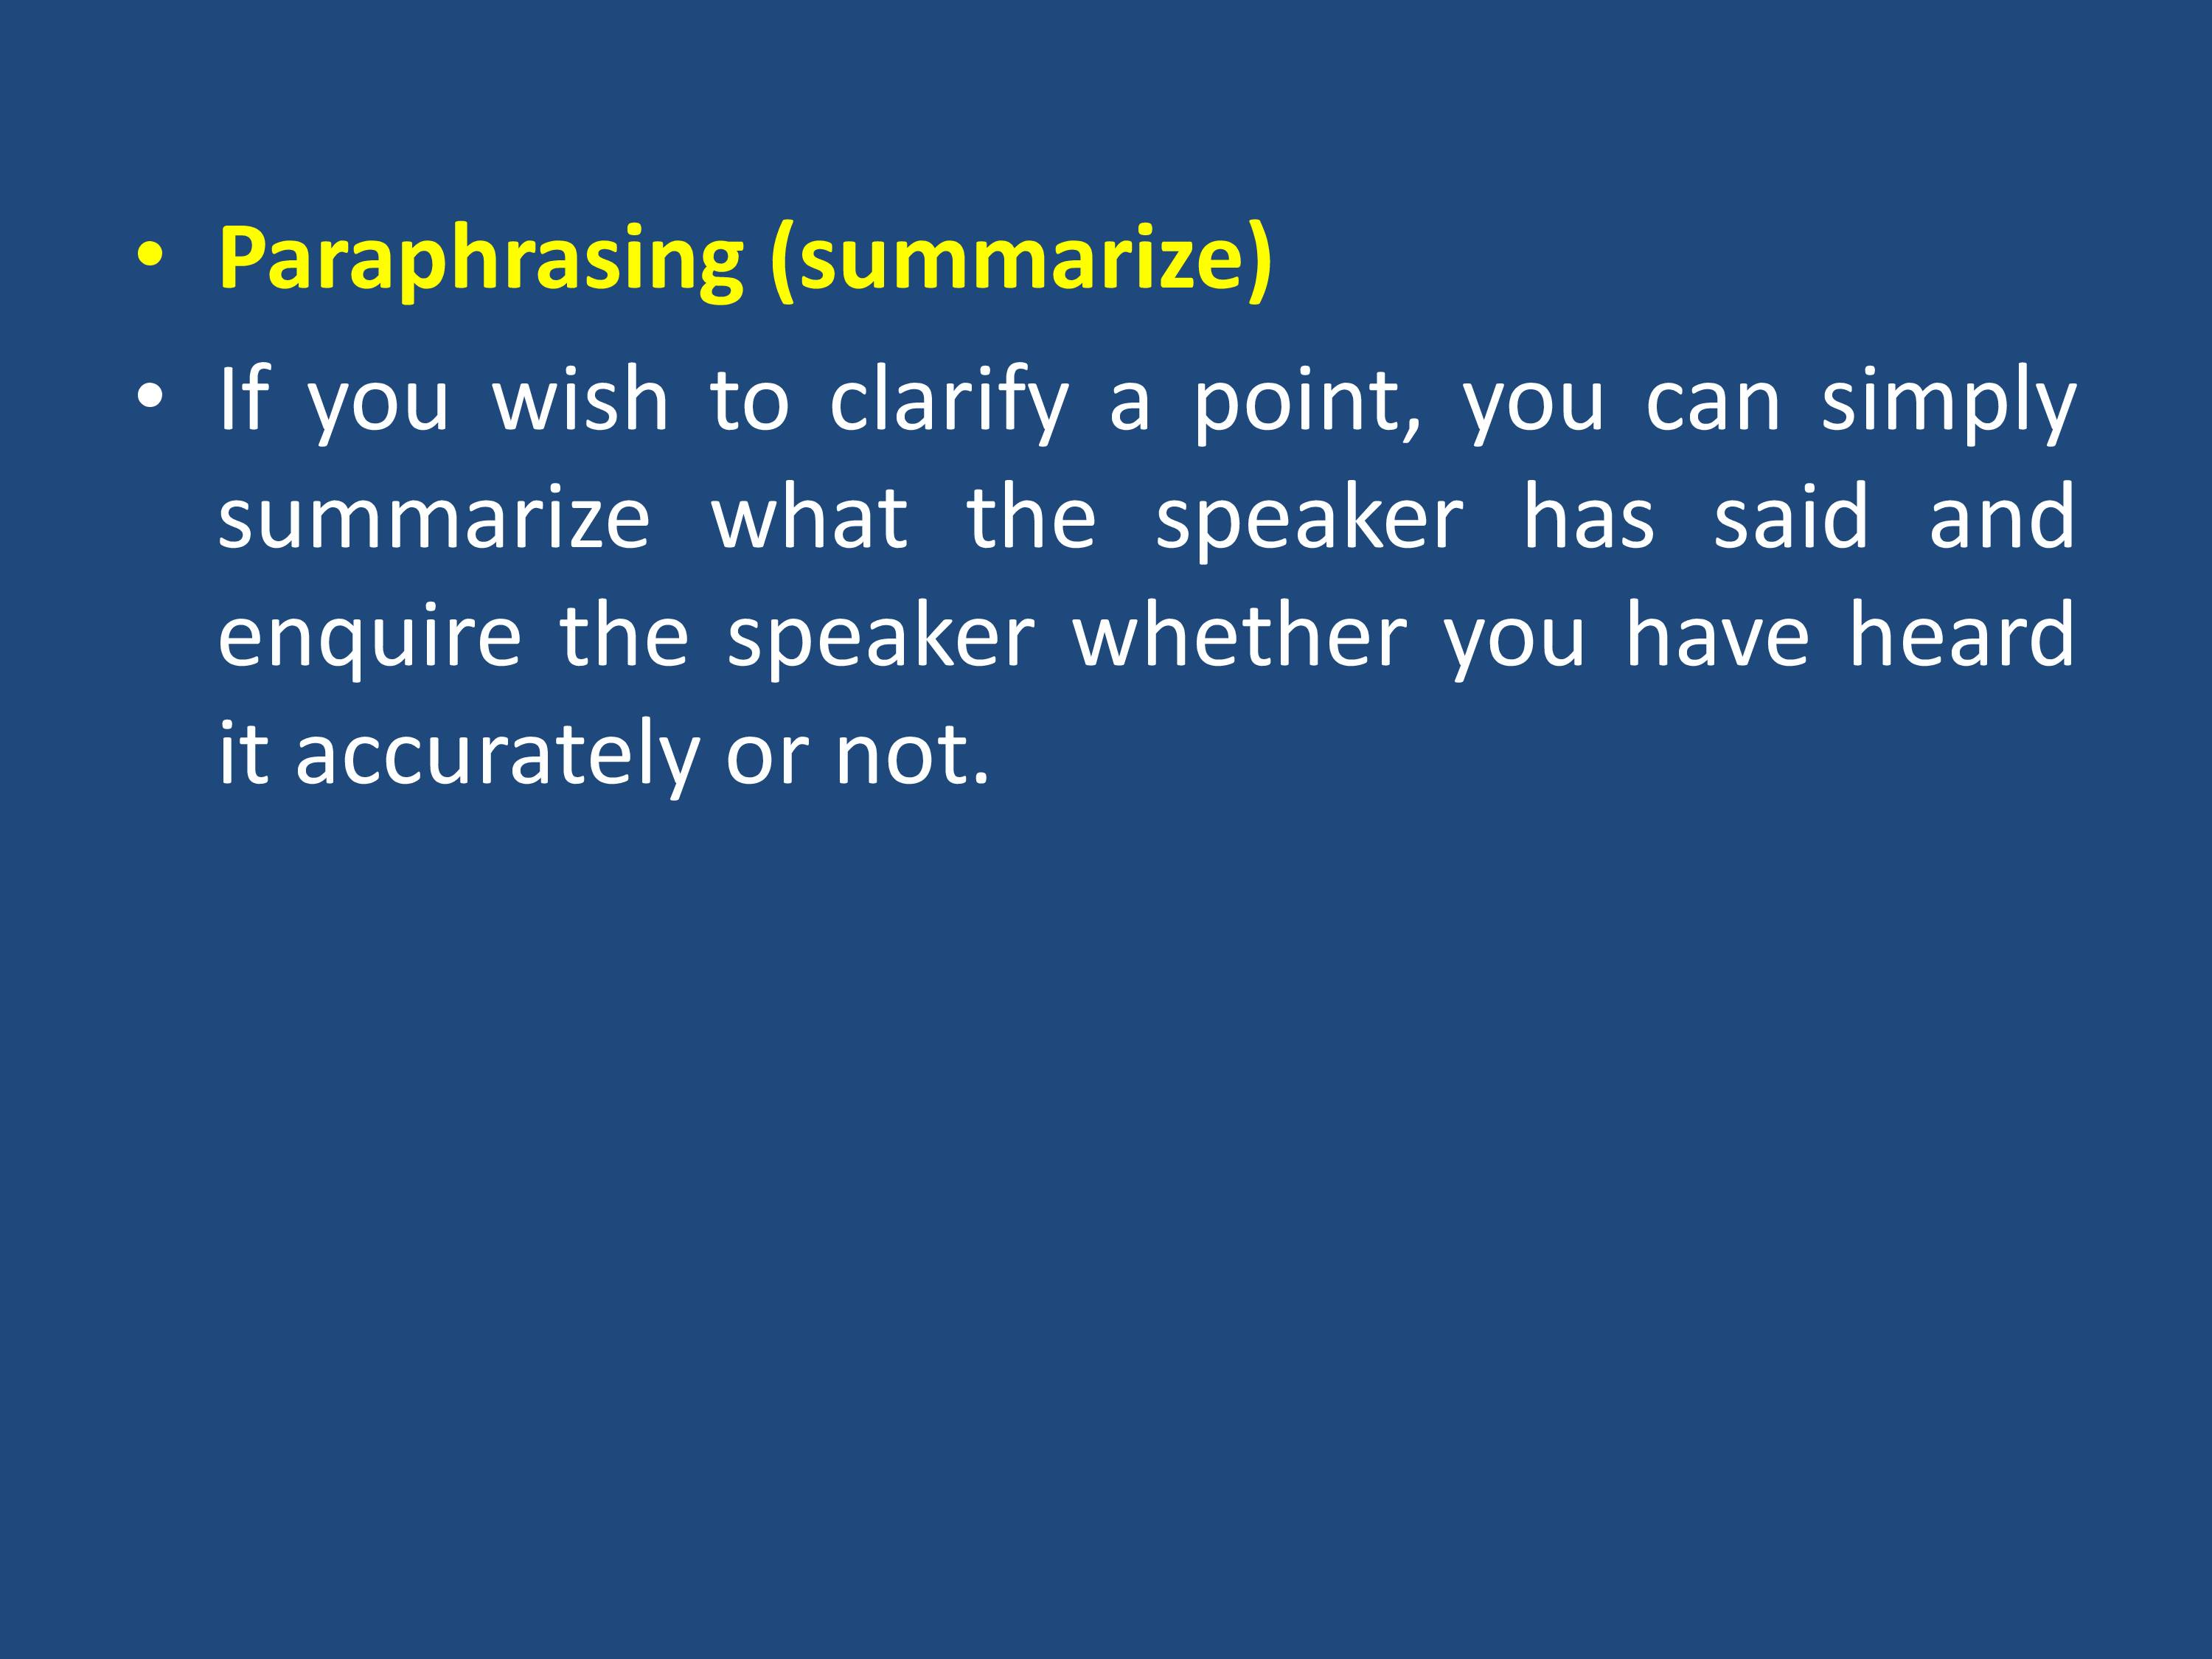 • Paraphrasing (summarize)
• If you wish to clarify a point, you can simply
summarize what the speaker has said and
enquire the speaker whether you have heard
it accurately or not.